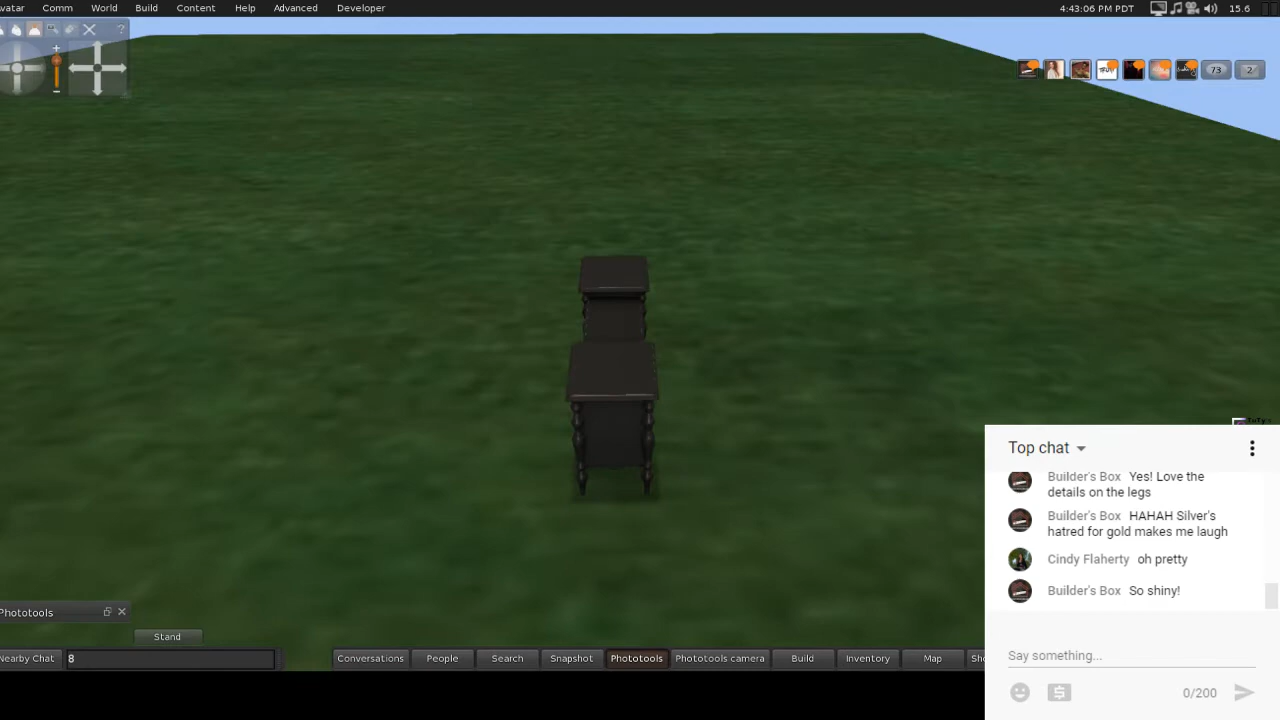 vatar Comm World Build Content Help Advanced Developer 4:43:06 PM PDT 15.6
?
73 2
Top chat
Builder's Box Yes! Love the
details on the legs
Builder's Box HAHAH Silver's
hatred for gold makes me laugh
Cindy Flaherty oh pretty
Builder's Box So shiny!
Say something...
0/200
Phototools
Stand
Nearby Chat 8 Conversations People Search Snapshot Phototools Phototools camera Build Inventory Map Sho